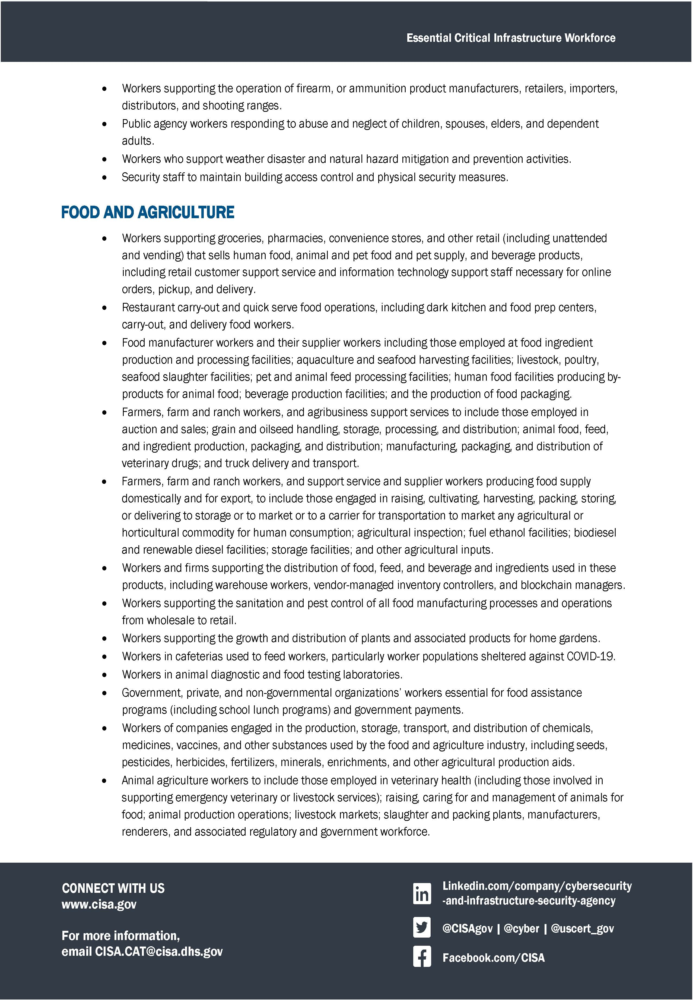 Essential Critical Infrastructure Workforce
• Workers supporting the operation of firearm, or ammunition product manufacturers, retailers, importers,
distributors, and shooting ranges.
• Public agency workers responding to abuse and neglect of children, spouses, elders, and dependent
adults.
• Workers who support weather disaster and natural hazard mitigation and prevention activities.
• Security staff to maintain building access control and physical security measures.
FOOD AND AGRICULTURE
• Workers supporting groceries, pharmacies, convenience stores, and other retail (including unattended
and vending) that sells human food, animal and pet food and pet supply, and beverage products,
including retail customer support service and information technology support staff necessary for online
orders, pickup, and delivery.
• Restaurant carry-out and quick serve food operations, including dark kitchen and food prep centers,
carry-out, and delivery food workers.
• Food manufacturer workers and their supplier workers including those employed at food ingredient
production and processing facilities; aquaculture and seafood harvesting facilities; livestock, poultry,
seafood slaughter facilities; pet and animal feed processing facilities; human food facilities producing by-
products for animal food; beverage production facilities; and the production of food packaging.
• Farmers, farm and ranch workers, and agribusiness support services to include those employed in
auction and sales; grain and oilseed handling, storage, processing, and distribution; animal food, feed,
and ingredient production, packaging, and distribution; manufacturing, packaging, and distribution of
veterinary drugs; and truck delivery and transport.
• Farmers, farm and ranch workers, and support service and supplier workers producing food supply
domestically and for export, to include those engaged in raising, cultivating, harvesting, packing, storing,
or delivering to storage or to market or to a carrier for transportation to market any agricultural or
horticultural commodity for human consumption; agricultural inspection; fuel ethanol facilities; biodiesel
and renewable diesel facilities; storage facilities; and other agricultural inputs.
• Workers and firms supporting the distribution of food, feed, and beverage and ingredients used in these
products, including warehouse workers, vendor-managed inventory controllers, and blockchain managers.
• Workers supporting the sanitation and pest control of all food manufacturing processes and operations
from wholesale to retail.
• Workers supporting the growth and distribution of plants and associated products for home gardens.
• Workers in cafeterias used to feed workers, particularly worker populations sheltered against COVID-19.
• Workers in animal diagnostic and food testing laboratories.
• Government, private, and non-governmental organizations’ workers essential for food assistance
programs (including school lunch programs) and government payments.
• Workers of companies engaged in the production, storage, transport, and distribution of chemicals,
medicines, vaccines, and other substances used by the food and agriculture industry, including seeds,
pesticides, herbicides, fertilizers, minerals, enrichments, and other agricultural production aids.
• Animal agriculture workers to include those employed in veterinary health (including those involved in
supporting emergency veterinary or livestock services); raising, caring for and management of animals for
food; animal production operations; livestock markets; slaughter and packing plants, manufacturers,
renderers, and associated regulatory and government workforce.
CONNECT WITH US
www.cisa.gov
For more information,
email CISA.CAT@cisa.dhs.gov
in
Linkedin.com/company/cybersecurity
-and-infrastructure-security-agency
@CISAgov | @cyber | @uscert_gov
f
Facebook.com/CISA